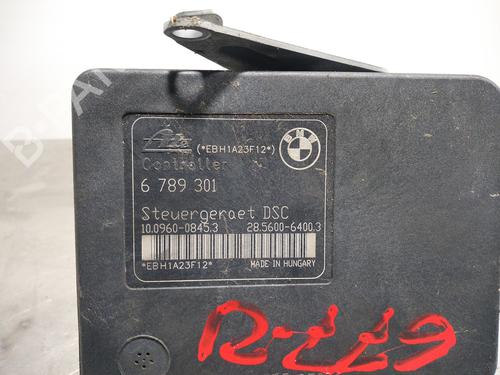 Ate (*EBH1A23F12*) BMW
Controller
6 789 301
Steuergeraet DSC
10.0960-0845.3 28.5600-6400.3
*EBH1A23F12* MADE IN HUNGARY